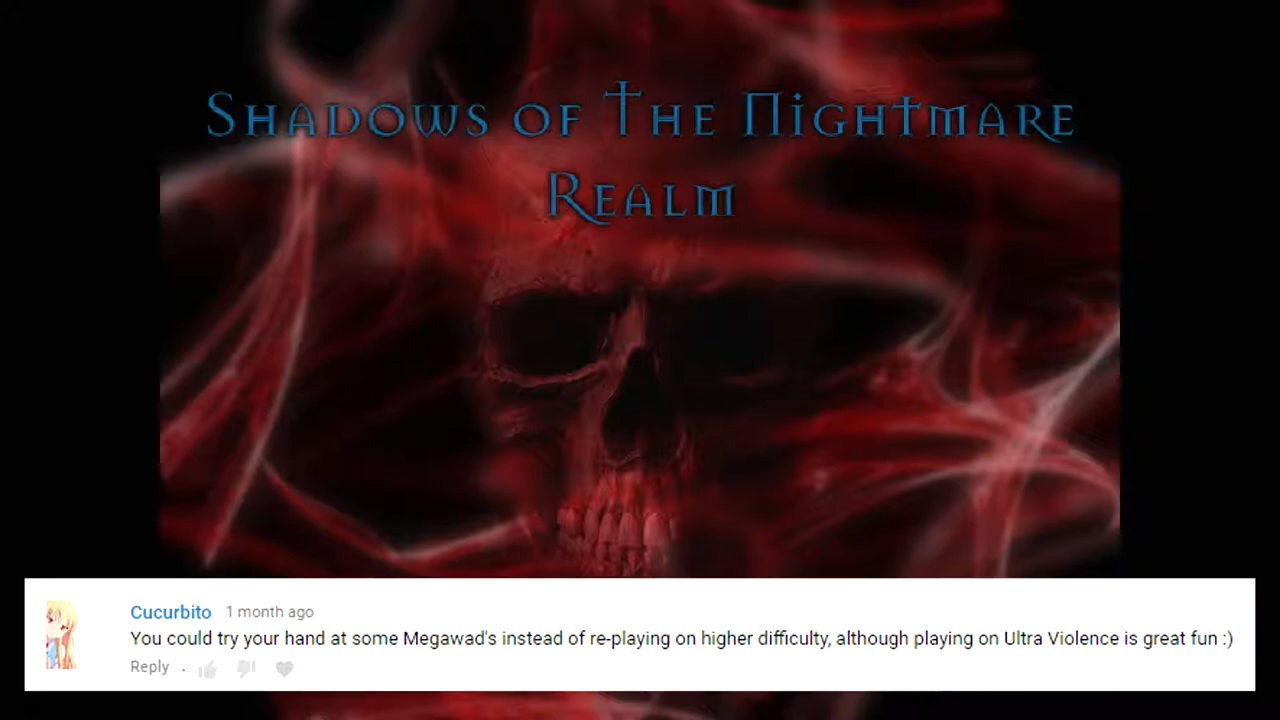 Shadows of The Nightmare
Realm
Cucurbito 1 month ago
You could try your hand at some Megawad's instead of re-playing on higher difficulty, although playing on Ultra Violence is great fun :)
Reply .